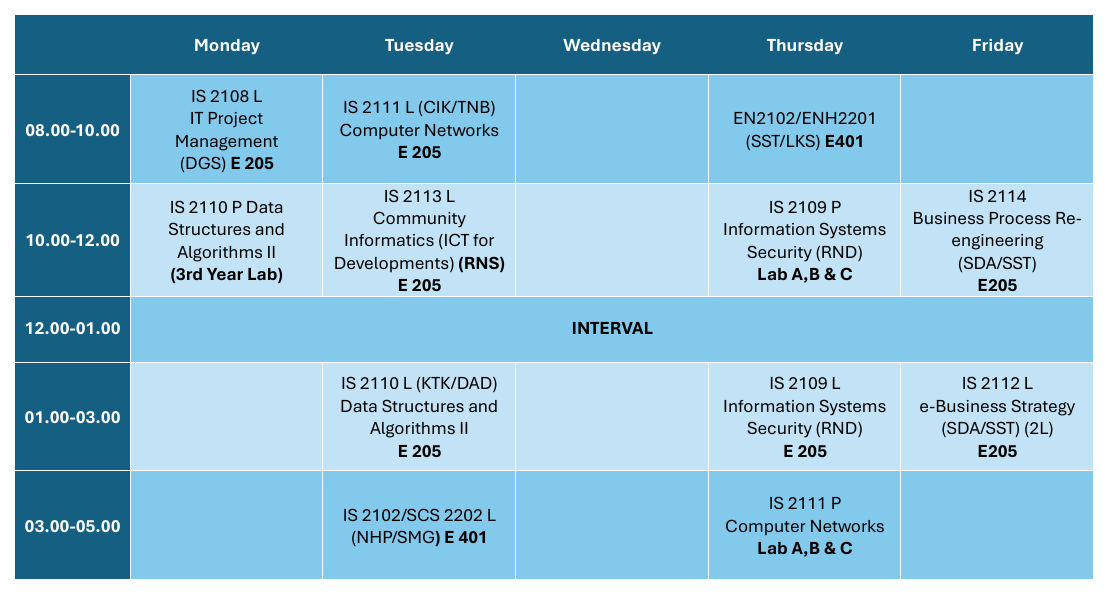 Monday
Tuesday
Wednesday
Thursday
Friday
08.00-10.00
IS 2108 L
IT Project
Management
(DGS) E 205
IS 2111 L (CIK/TNB)
Computer Networks
E 205
EN2102/ENH2201
(SST/LKS) E401
10.00-12.00
IS 2110 P Data
Structures and
Algorithms II
(3rd Year Lab)
IS 2113 L
Community
Informatics (ICT for
Developments) (RNS)
E 205
IS 2109 P
Information Systems
Security (RND)
Lab A,B & C
IS 2114
Business Process Re-
engineering
(SDA/SST)
E205
12.00-01.00
INTERVAL
01.00-03.00
IS 2110 L (KTK/DAD)
Data Structures and
Algorithms II
E 205
IS 2109 L
Information Systems
Security (RND)
E 205
IS 2112 L
e-Business Strategy
(SDA/SST) (2L)
E205
03.00-05.00
IS 2102/SCS 2202 L
(NHP/SMG) E 401
IS 2111 P
Computer Networks
Lab A,B & C